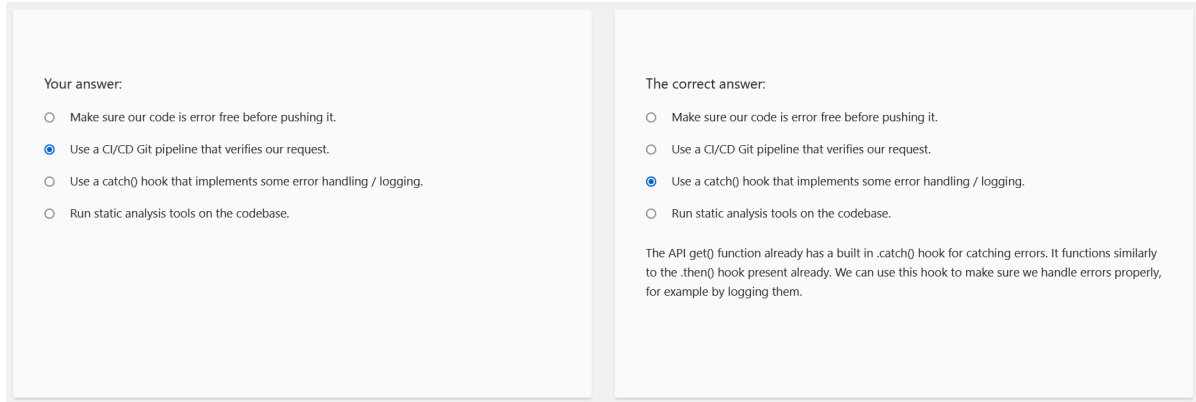 Your answer:
Make sure our code is error free before pushing it.
Use a CI/CD Git pipeline that verifies our request.
Use a catch() hook that implements some error handling / logging.
Run static analysis tools on the codebase.
The correct answer:
Make sure our code is error free before pushing it.
Use a CI/CD Git pipeline that verifies our request.
Use a catch() hook that implements some error handling / logging.
Run static analysis tools on the codebase.
The API get() function already has a built in .catch() hook for catching errors. It functions similarly
to the .then() hook present already. We can use this hook to make sure we handle errors properly,
for example by logging them.